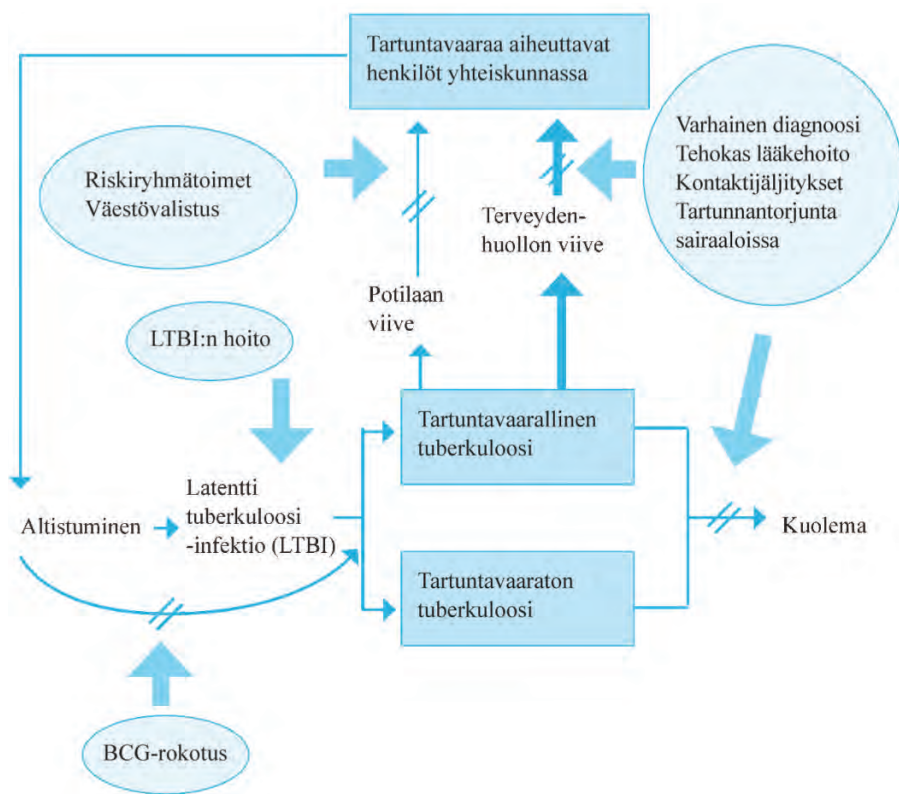 Tartuntavaaraa aiheuttavat
henkilöt yhteiskunnassa
Varhainen diagnoosi
Tehokas lääkehoito
Kontaktijäljitykset
Tartunnantorjunta
sairaaloissa
Riskiryhmätoimet
Väestövalistus
Terveyden-
huollon viive
Potilaan
viive
LTBI:n hoito
Tartuntavaarallinen
tuberkuloosi
Altistuminen
Latentti
tuberkuloosi
-infektio (LTBI)
Kuolema
Tartuntavaaraton
tuberkuloosi
BCG-rokotus